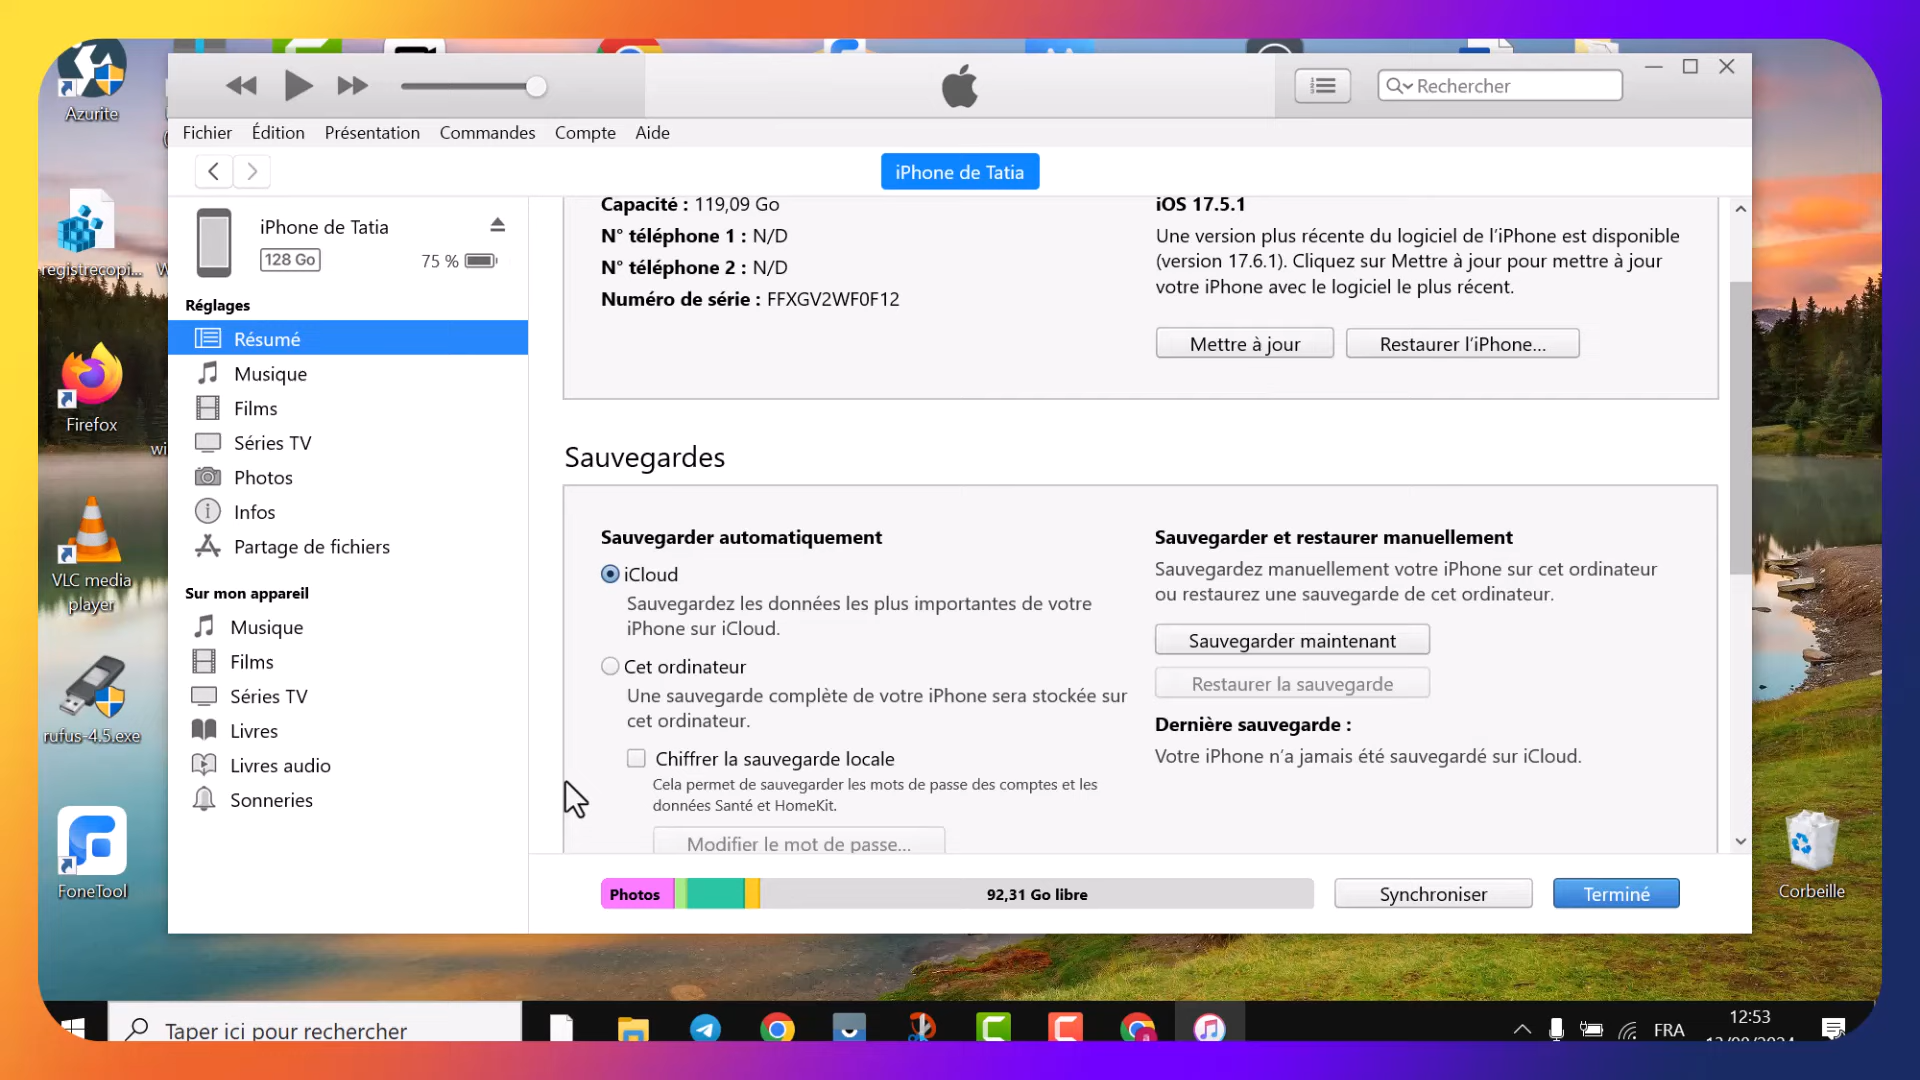 Rechercher
Azurite
Fichier Édition Présentation Commandes Compte Aide
iPhone de Tatia
iPhone de Tatia
128 Go
75 %
Réglages
Résumé
Musique
Films
Séries TV
Photos
Infos
Partage de fichiers
Sur mon appareil
Musique
Films
Séries TV
Livres
Livres audio
Sonneries
Capacité : 119,09 Go
N° téléphone 1 : N/D
N° téléphone 2 : N/D
Numéro de série : FFXGV2WF0F12
iOS 17.5.1
Une version plus récente du logiciel de l’iPhone est disponible
(version 17.6.1). Cliquez sur Mettre à jour pour mettre à jour
votre iPhone avec le logiciel le plus récent.
Mettre à jour
Restaurer l’iPhone...
Sauvegardes
Sauvegarder automatiquement
iCloud
Sauvegardez les données les plus importantes de votre
iPhone sur iCloud.
Cet ordinateur
Une sauvegarde complète de votre iPhone sera stockée sur
cet ordinateur.
Chiffrer la sauvegarde locale
Cela permet de sauvegarder les mots de passe des comptes et les
données Santé et HomeKit.
Modifier le mot de passe...
Sauvegarder et restaurer manuellement
Sauvegardez manuellement votre iPhone sur cet ordinateur
ou restaurez une sauvegarde de cet ordinateur.
Sauvegarder maintenant
Restaurer la sauvegarde
Dernière sauvegarde :
Votre iPhone n’a jamais été sauvegardé sur iCloud.
Photos
92,31 Go libre
Synchroniser
Terminé
registrecopi...
Firefox
wi
VLC media
player
rufus-4.5.exe
FoneTool
Corbeille
Taper ici pour rechercher
FRA
12:53